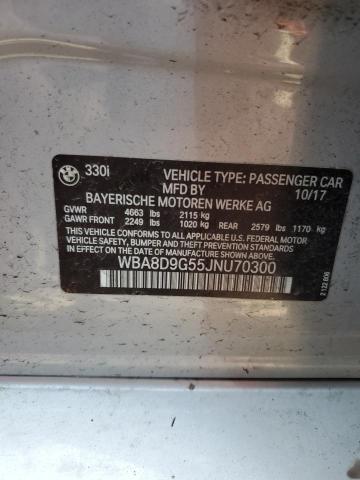 330i
VEHICLE TYPE: PASSENGER CAR
MFD BY 10/17
BAYERISCHE MOTOREN WERKE AG
GVWR 4663 lbs 2115 kg
GAWR FRONT 2249 lbs 1020 kg REAR 2579 lbs 1170 kg
THIS VEHICLE CONFORMS TO ALL APPLICABLE U.S. FEDERAL MOTOR
VEHICLE SAFETY, BUMPER AND THEFT PREVENTION STANDARDS
IN EFFECT ON THE DATE OF MANUFACTURE SHOWN ABOVE.
WBA8D9G55JNU70300